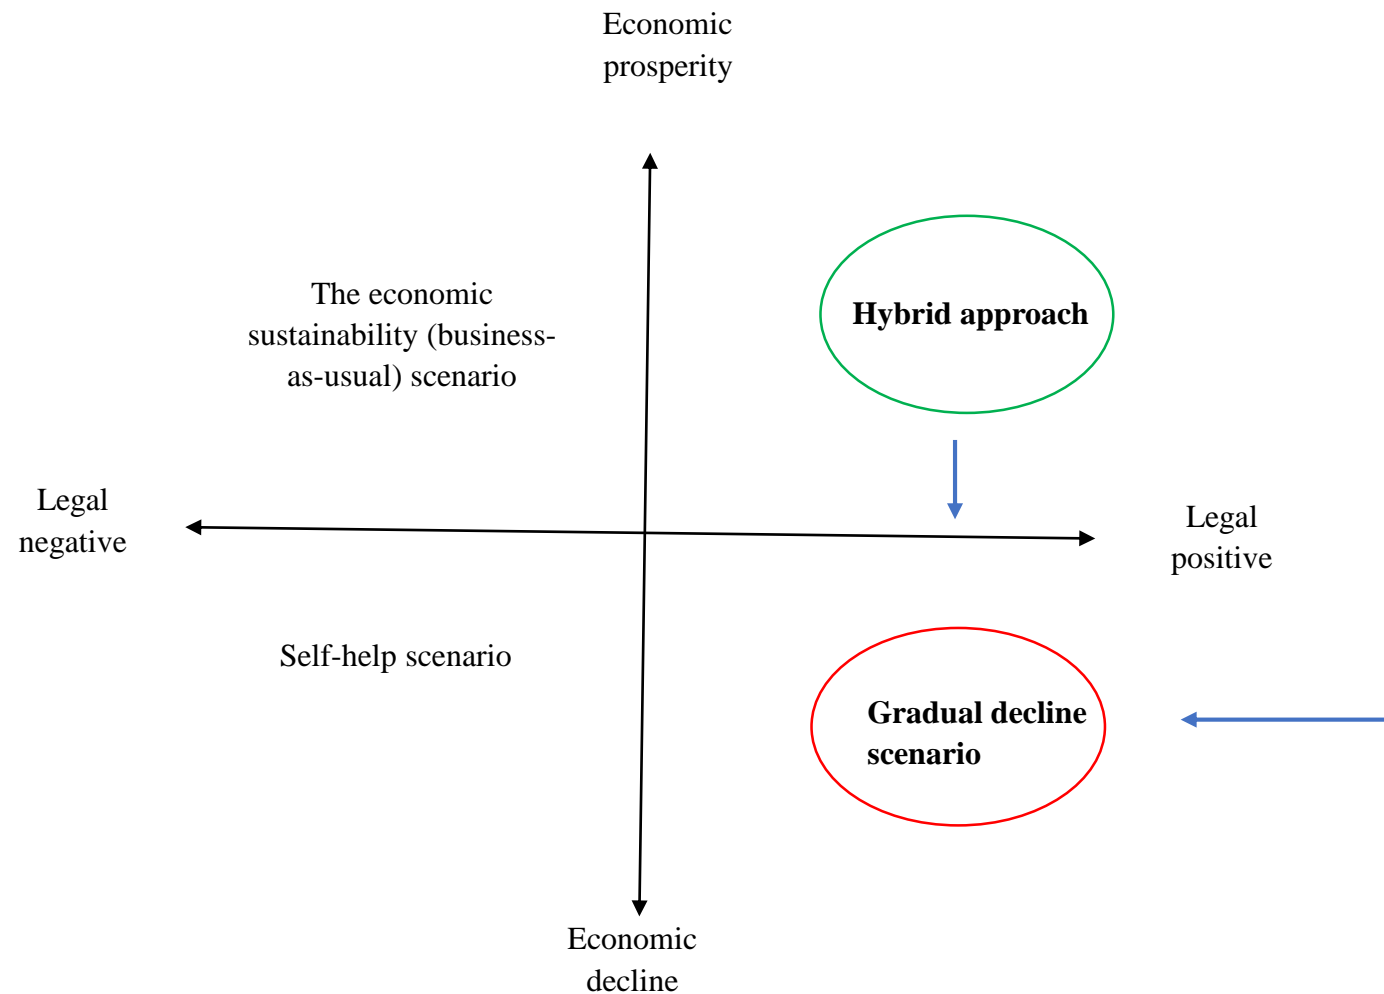 Economic
prosperity
The economic
sustainability (business-
as-usual) scenario
Hybrid approach
Legal
negative
Legal
positive
Self-help scenario
Gradual decline
scenario
Economic
decline